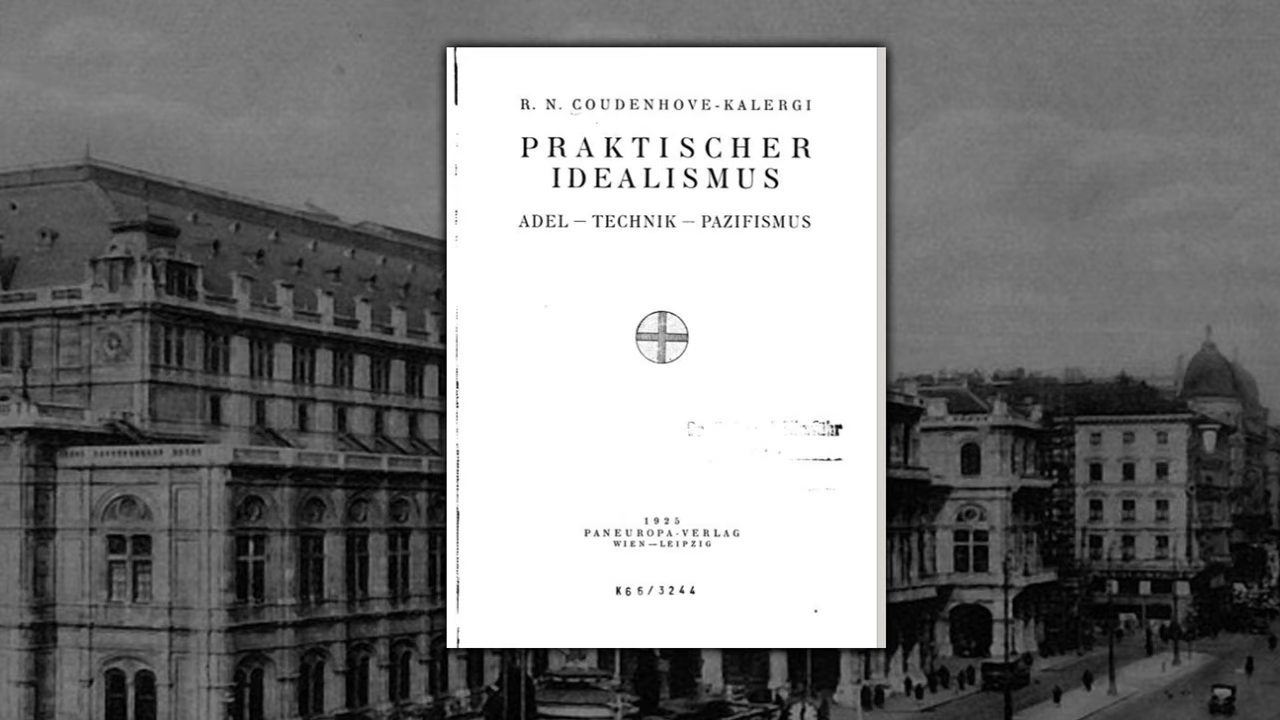 R. N. COUDENHOVE-KALERGI
PRAKTISCHER
IDEALISMUS
ADEL — TECHNIK — PAZIFISMUS
1925
PANEUROPA-VERLAG
WIEN—LEIPZIG
K66/3244